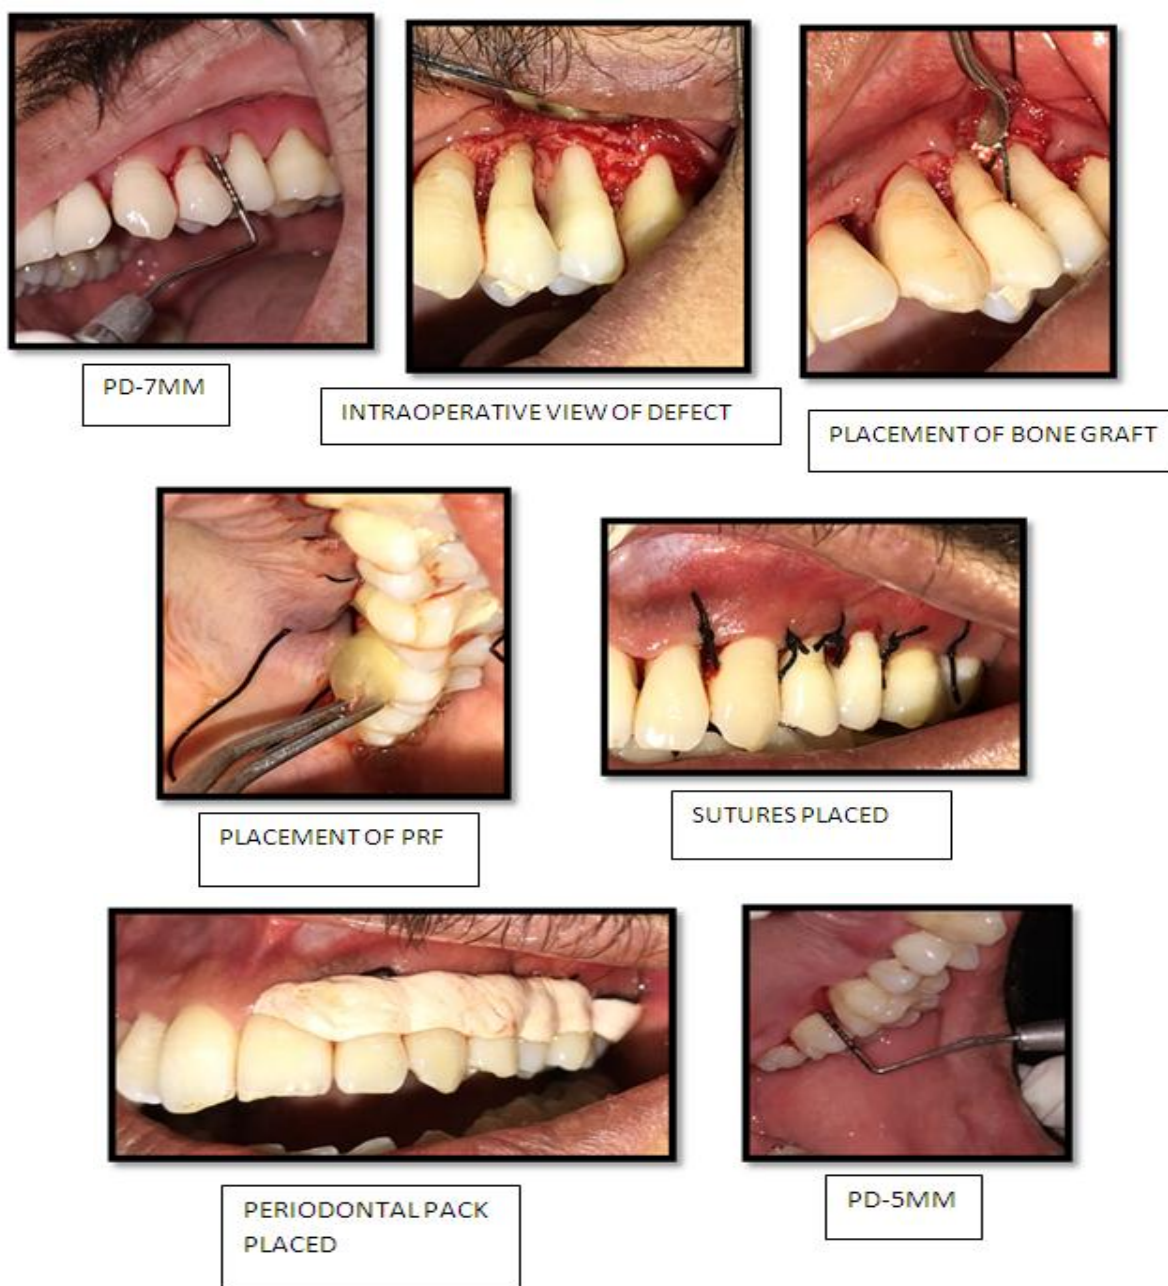 PD-7MM
INTRAOPERATIVE VIEW OF DEFECT
PLACEMENT OF BONE GRAFT
PLACEMENT OF PRF
SUTURES PLACED
PERIODONTAL PACK
PLACED
PD-5MM